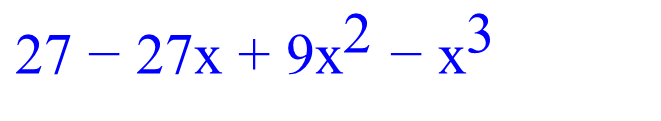 27 − 27x + 9x² − x³